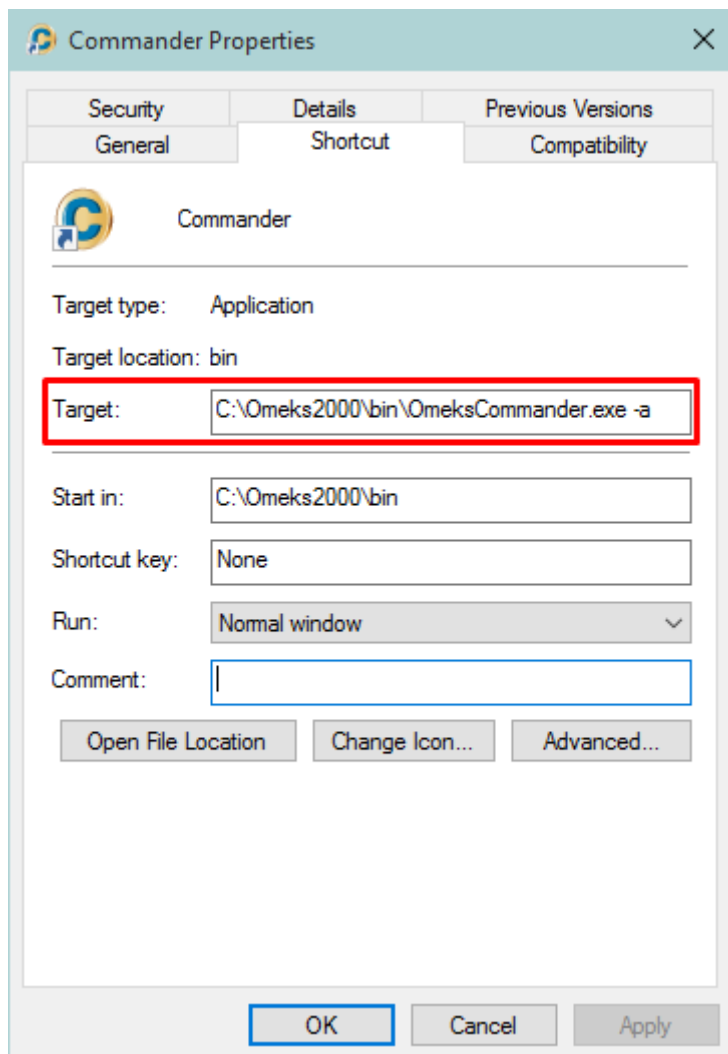 Commander Properties
Security Details Previous Versions
General Shortcut Compatibility
Commander
Target type: Application
Target location: bin
Target: C:\Omeks2000\bin\OmeksCommander.exe -a
Start in: C:\Omeks2000\bin
Shortcut key: None
Run: Normal window
Comment:
Open File Location Change Icon... Advanced...
OK Cancel Apply